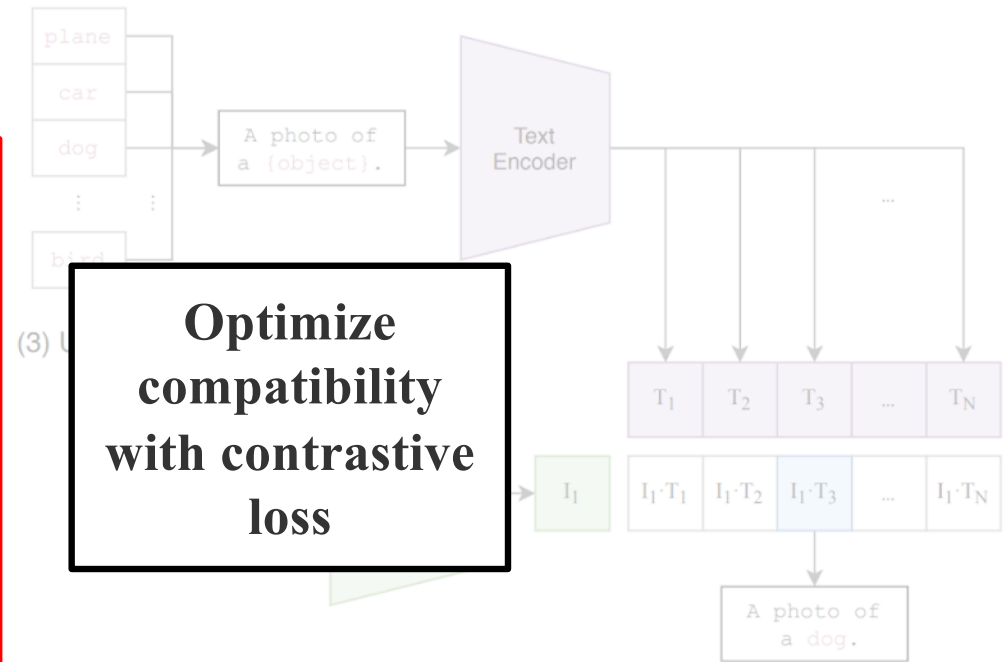 plane
car
dog
⋮ ⋮
bird
A photo of
a {object}.
Text
Encoder
...
(3) U
Optimize
compatibility
with contrastive
loss
T1 T2 T3 ... TN
I1 I1·T1 I1·T2 I1·T3 ... I1·TN
A photo of
a dog.